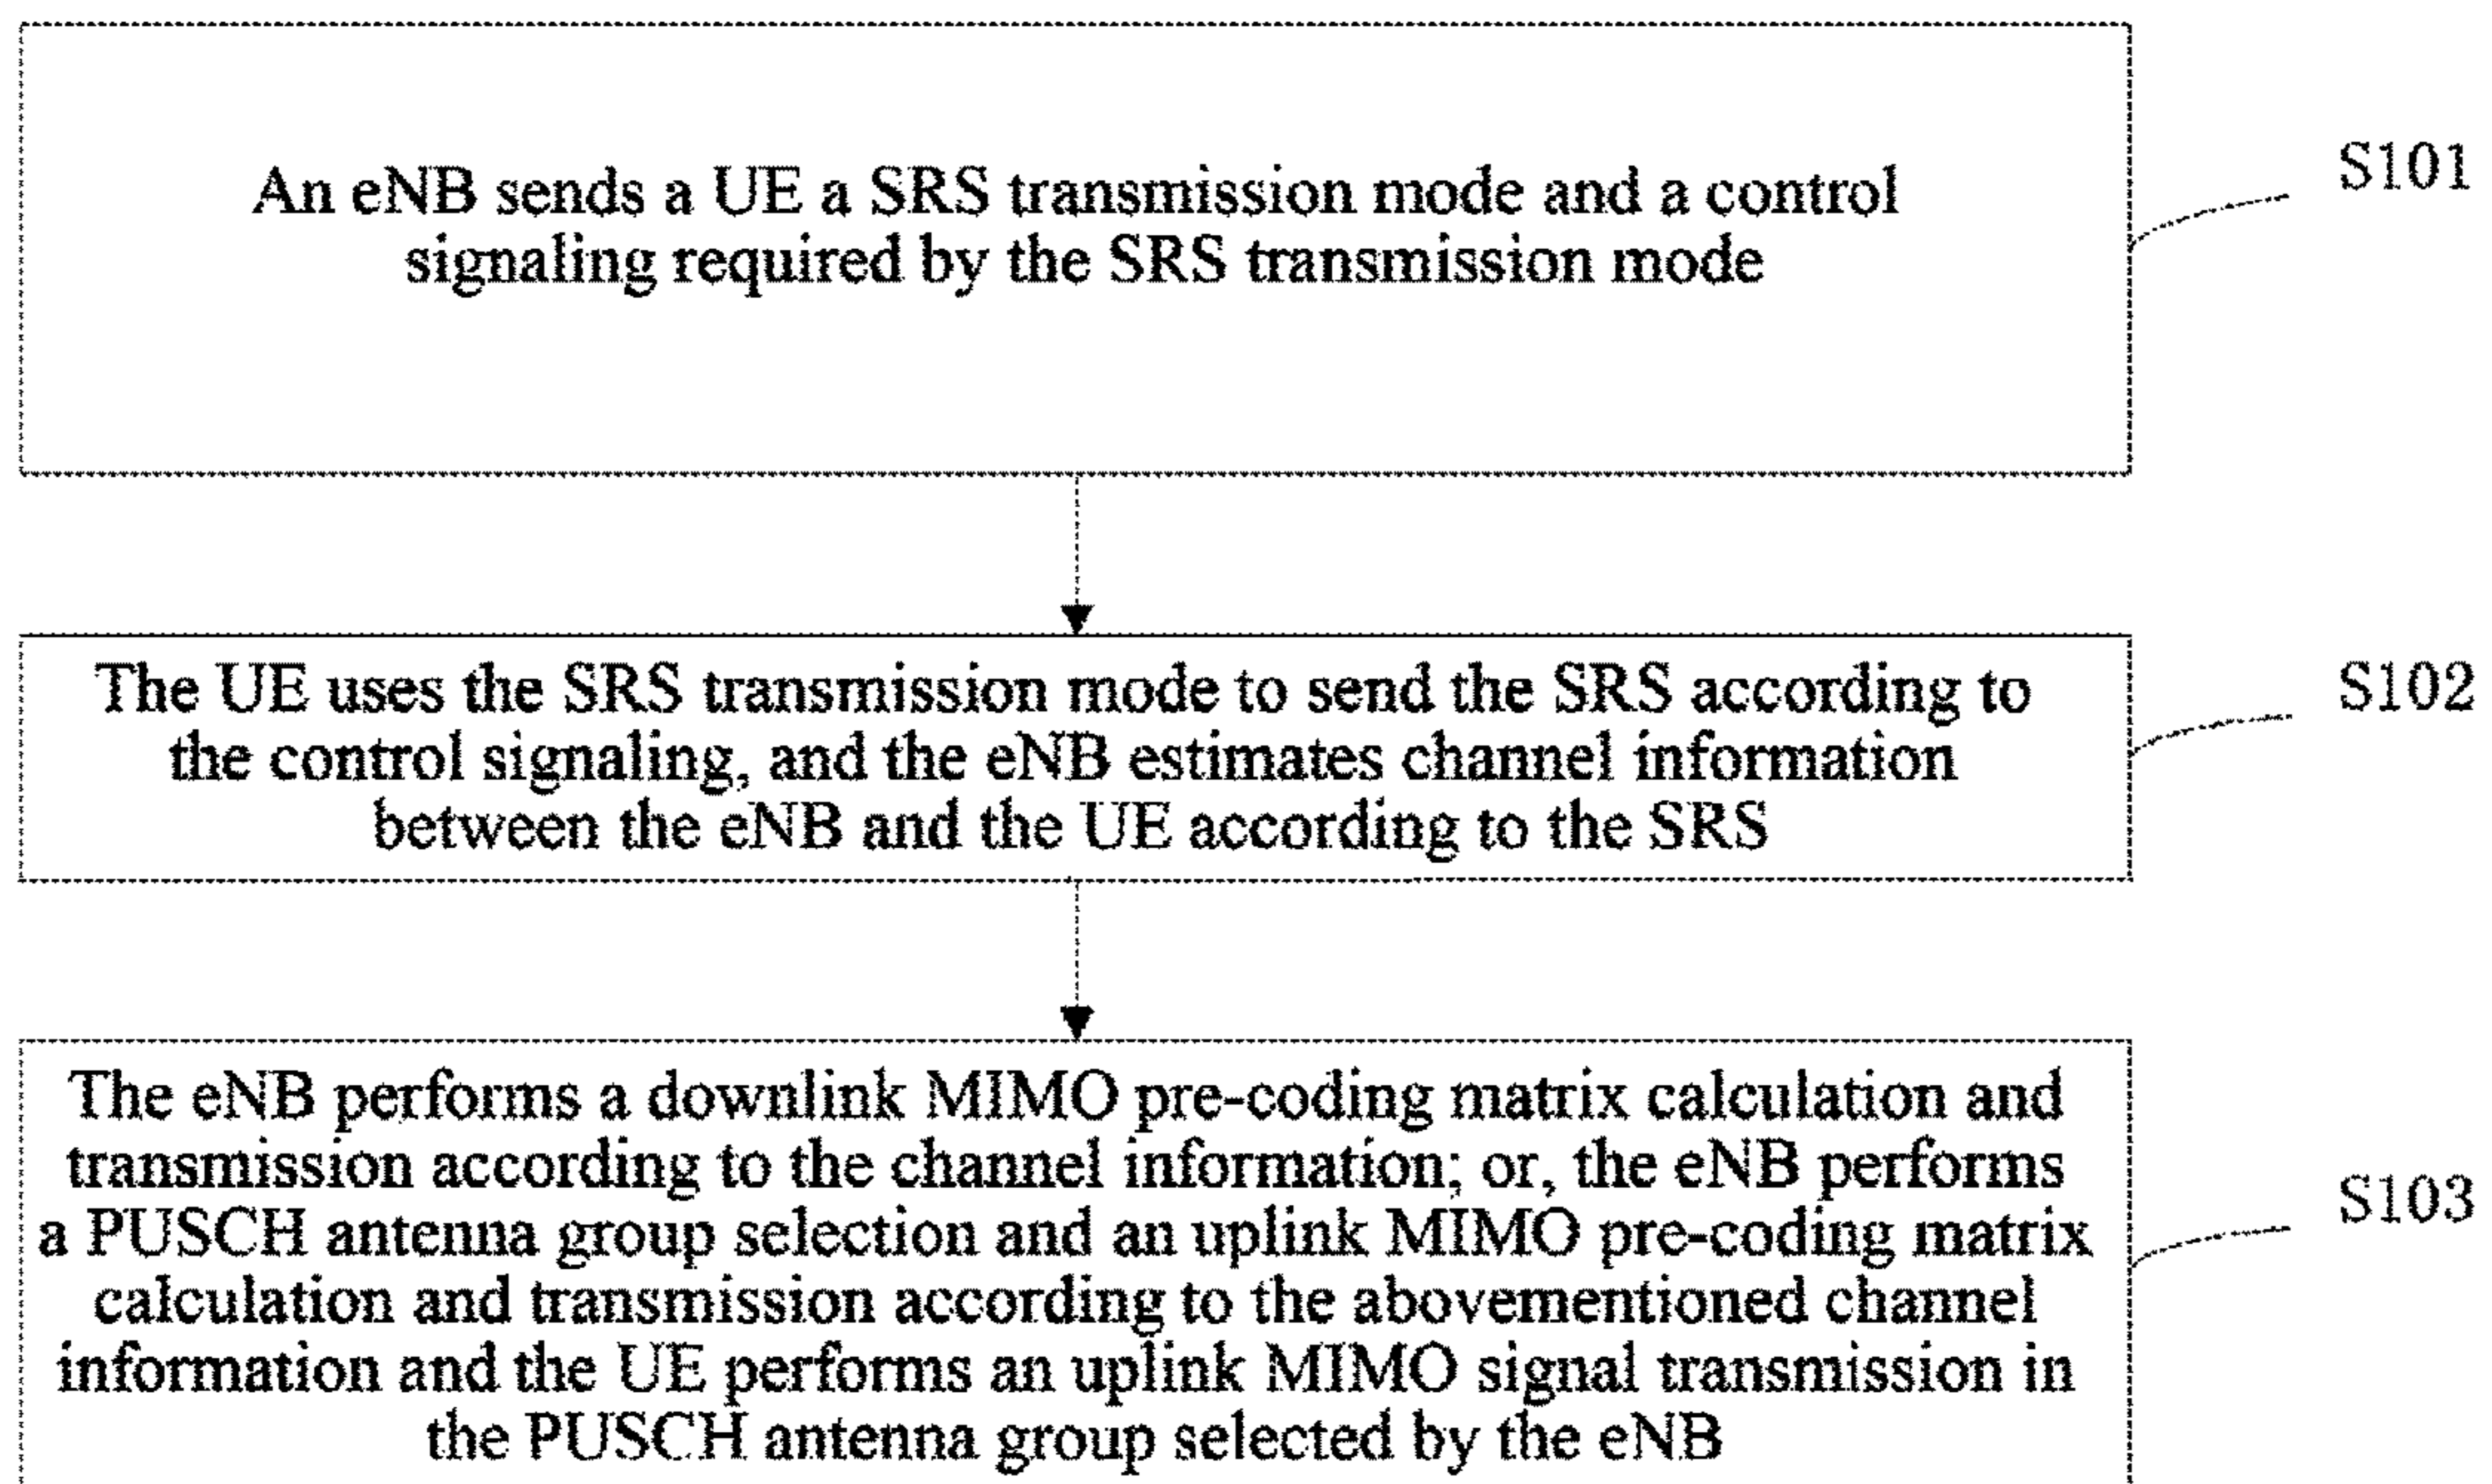 An eNB sends a UE a SRS transmission mode and a control
signaling required by the SRS transmission mode
S101
The UE uses the SRS transmission mode to send the SRS according to
the control signaling, and the eNB estimates channel information
between the eNB and the UE according to the SRS
S102
The eNB performs a downlink MIMO pre-coding matrix calculation and
transmission according to the channel information; or, the eNB performs
a PUSCH antenna group selection and an uplink MIMO pre-coding matrix
calculation and transmission according to the abovementioned channel
information and the UE performs an uplink MIMO signal transmission in
the PUSCH antenna group selected by the eNB
S103